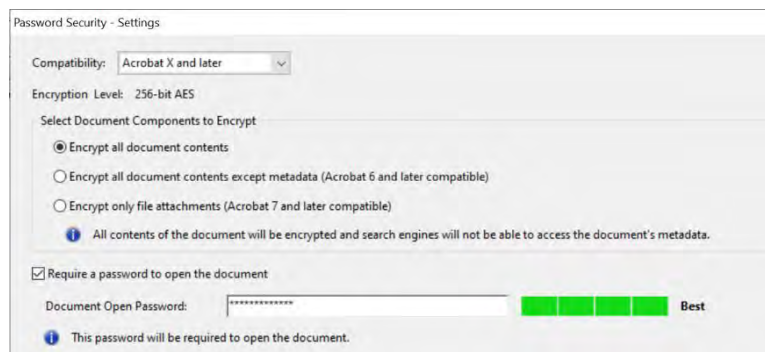 Password Security - Settings
Compatibility: Acrobat X and later
Encryption Level: 256-bit AES
Select Document Components to Encrypt
Encrypt all document contents
Encrypt all document contents except metadata (Acrobat 6 and later compatible)
Encrypt only file attachments (Acrobat 7 and later compatible)
All contents of the document will be encrypted and search engines will not be able to access the document's metadata.
Require a password to open the document
Document Open Password: ************* Best
This password will be required to open the document.